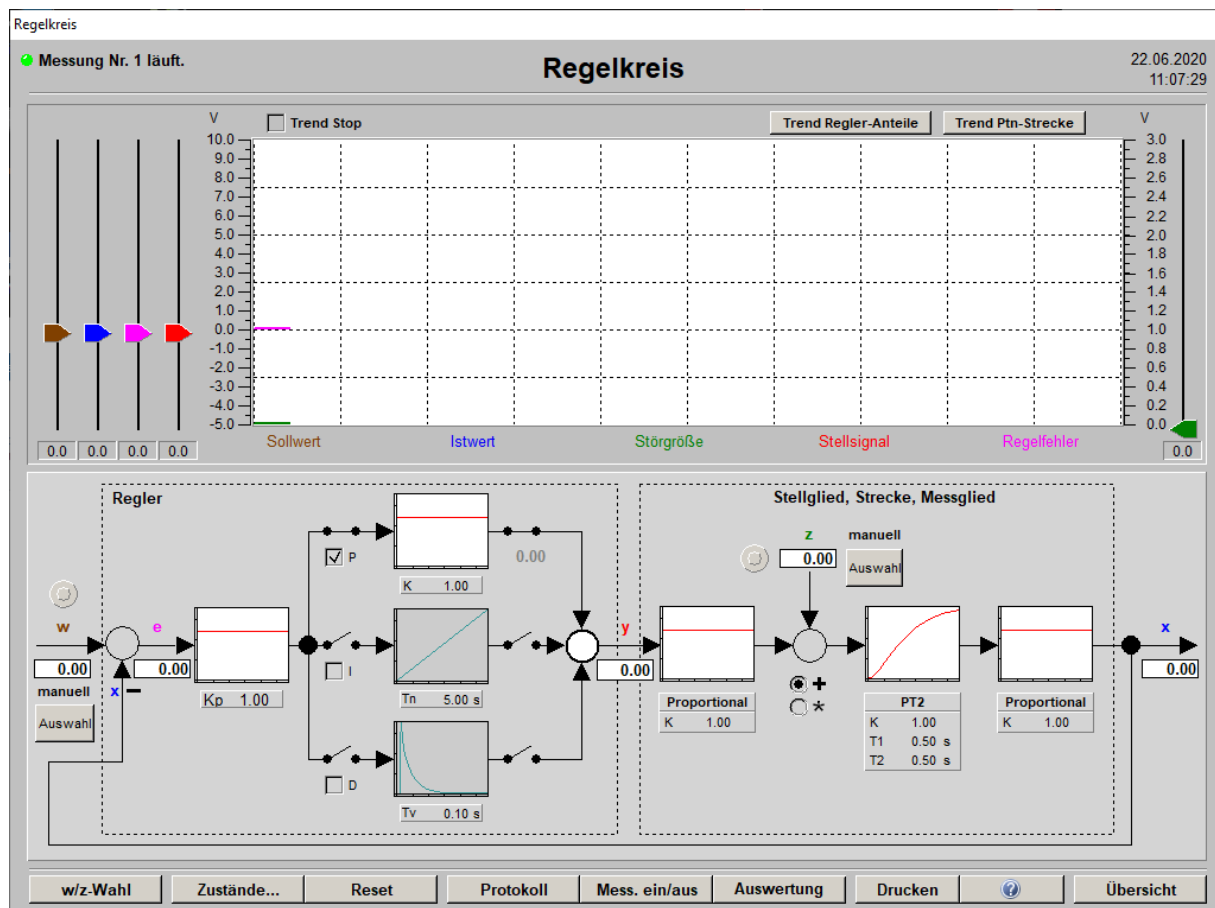 Regelkreis
Messung Nr. 1 läuft.
Regelkreis
22.06.2020
11:07:29
V
Trend Stop
Trend Regler-Anteile
Trend Ptn-Strecke
V
10.0
9.0
8.0
7.0
6.0
5.0
4.0
3.0
2.0
1.0
0.0
-1.0
-2.0
-3.0
-4.0
-5.0
3.0
2.8
2.6
2.4
2.2
2.0
1.8
1.6
1.4
1.2
1.0
0.8
0.6
0.4
0.2
0.0
0.0 0.0 0.0 0.0
Sollwert Istwert Störgröße Stellsignal Regelfehler
0.0
Regler
Stellglied, Strecke, Messglied
P
0.00
K 1.00
z
0.00
manuell
Auswahl
w
0.00
manuell
Auswahl
x −
e
0.00
Kp 1.00
I
Tn 5.00 s
D
Tv 0.10 s
y
0.00
Proportional
K 1.00
+
*
PT2
K 1.00
T1 0.50 s
T2 0.50 s
Proportional
K 1.00
x
0.00
w/z-Wahl Zustände... Reset Protokoll Mess. ein/aus Auswertung Drucken ? Übersicht